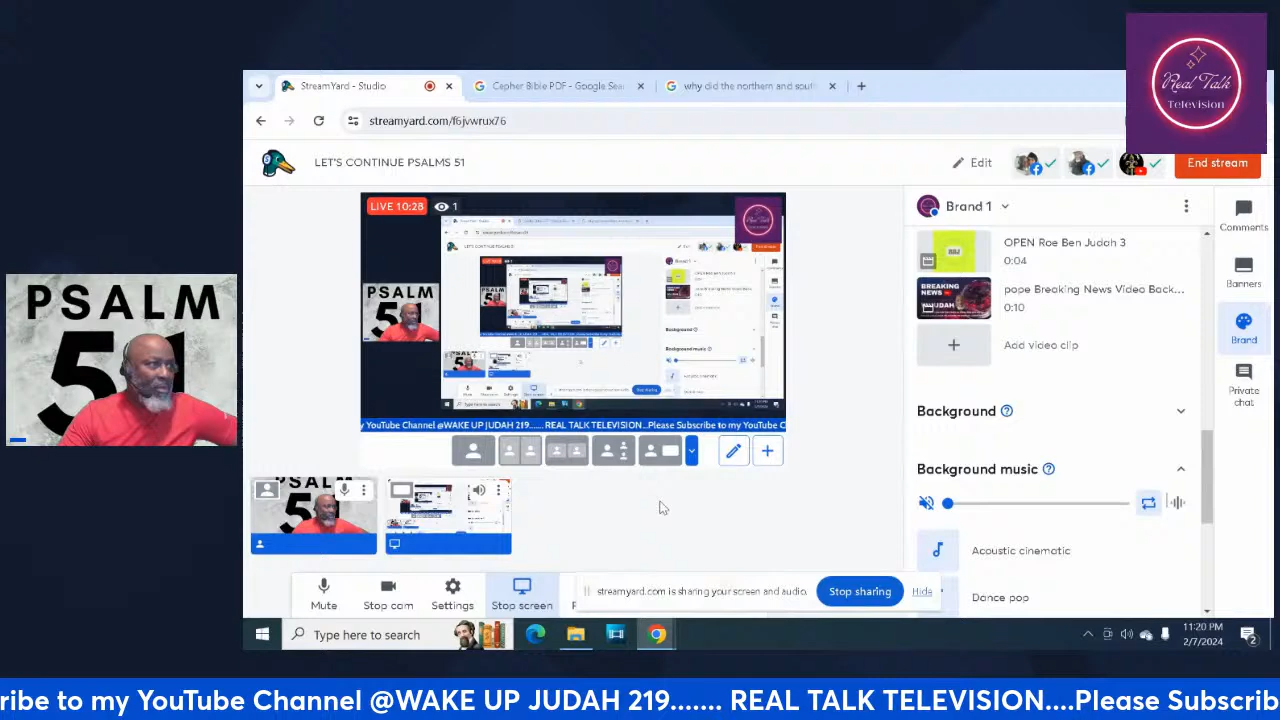 Real Talk
Television
StreamYard - Studio
Cepher Bible PDF - Google Sea
why did the northern and sout
streamyard.com/f6jvwrux76
LET'S CONTINUE PSALMS 51
Edit
End stream
LIVE 10:28
1
Brand 1
OPEN Roe Ben Judah 3
0:04
BREAKING
NEWS
JUDAH
pope Breaking News Video Back...
0:10
Add video clip
Background
Background music
Acoustic cinematic
Dance pop
Comments
Banners
Brand
Private
chat
PSALM
51
PSALM
Y YouTube Channel @WAKE UP JUDAH 219....... REAL TALK TELEVISION....Please Subscribe to my YouTube C
Mute
Stop cam
Settings
Stop screen
streamyard.com is sharing your screen and audio.
Stop sharing
Hide
Type here to search
11:20 PM
2/7/2024
2
ribe to my YouTube Channel @WAKE UP JUDAH 219....... REAL TALK TELEVISION....Please Subscrib